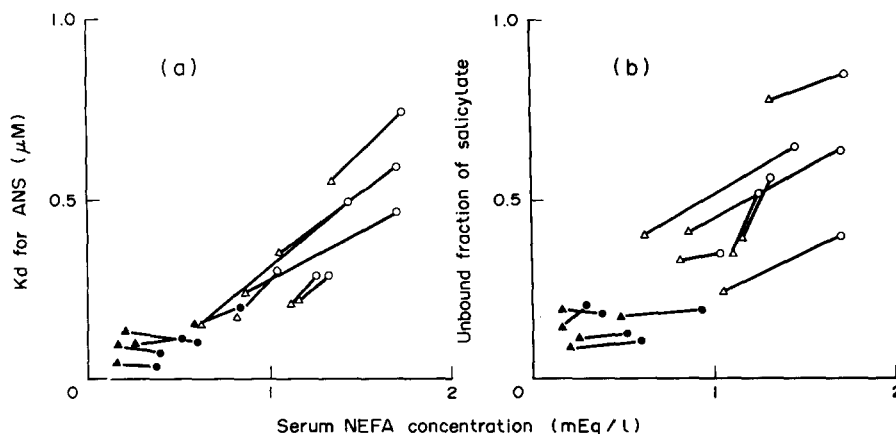 1.0
(a)
Kd for ANS (μM)
0.5
0
1
2
1.0
(b)
Unbound fraction of salicylate
0.5
0
1
2
Serum NEFA concentration (mEq/l)